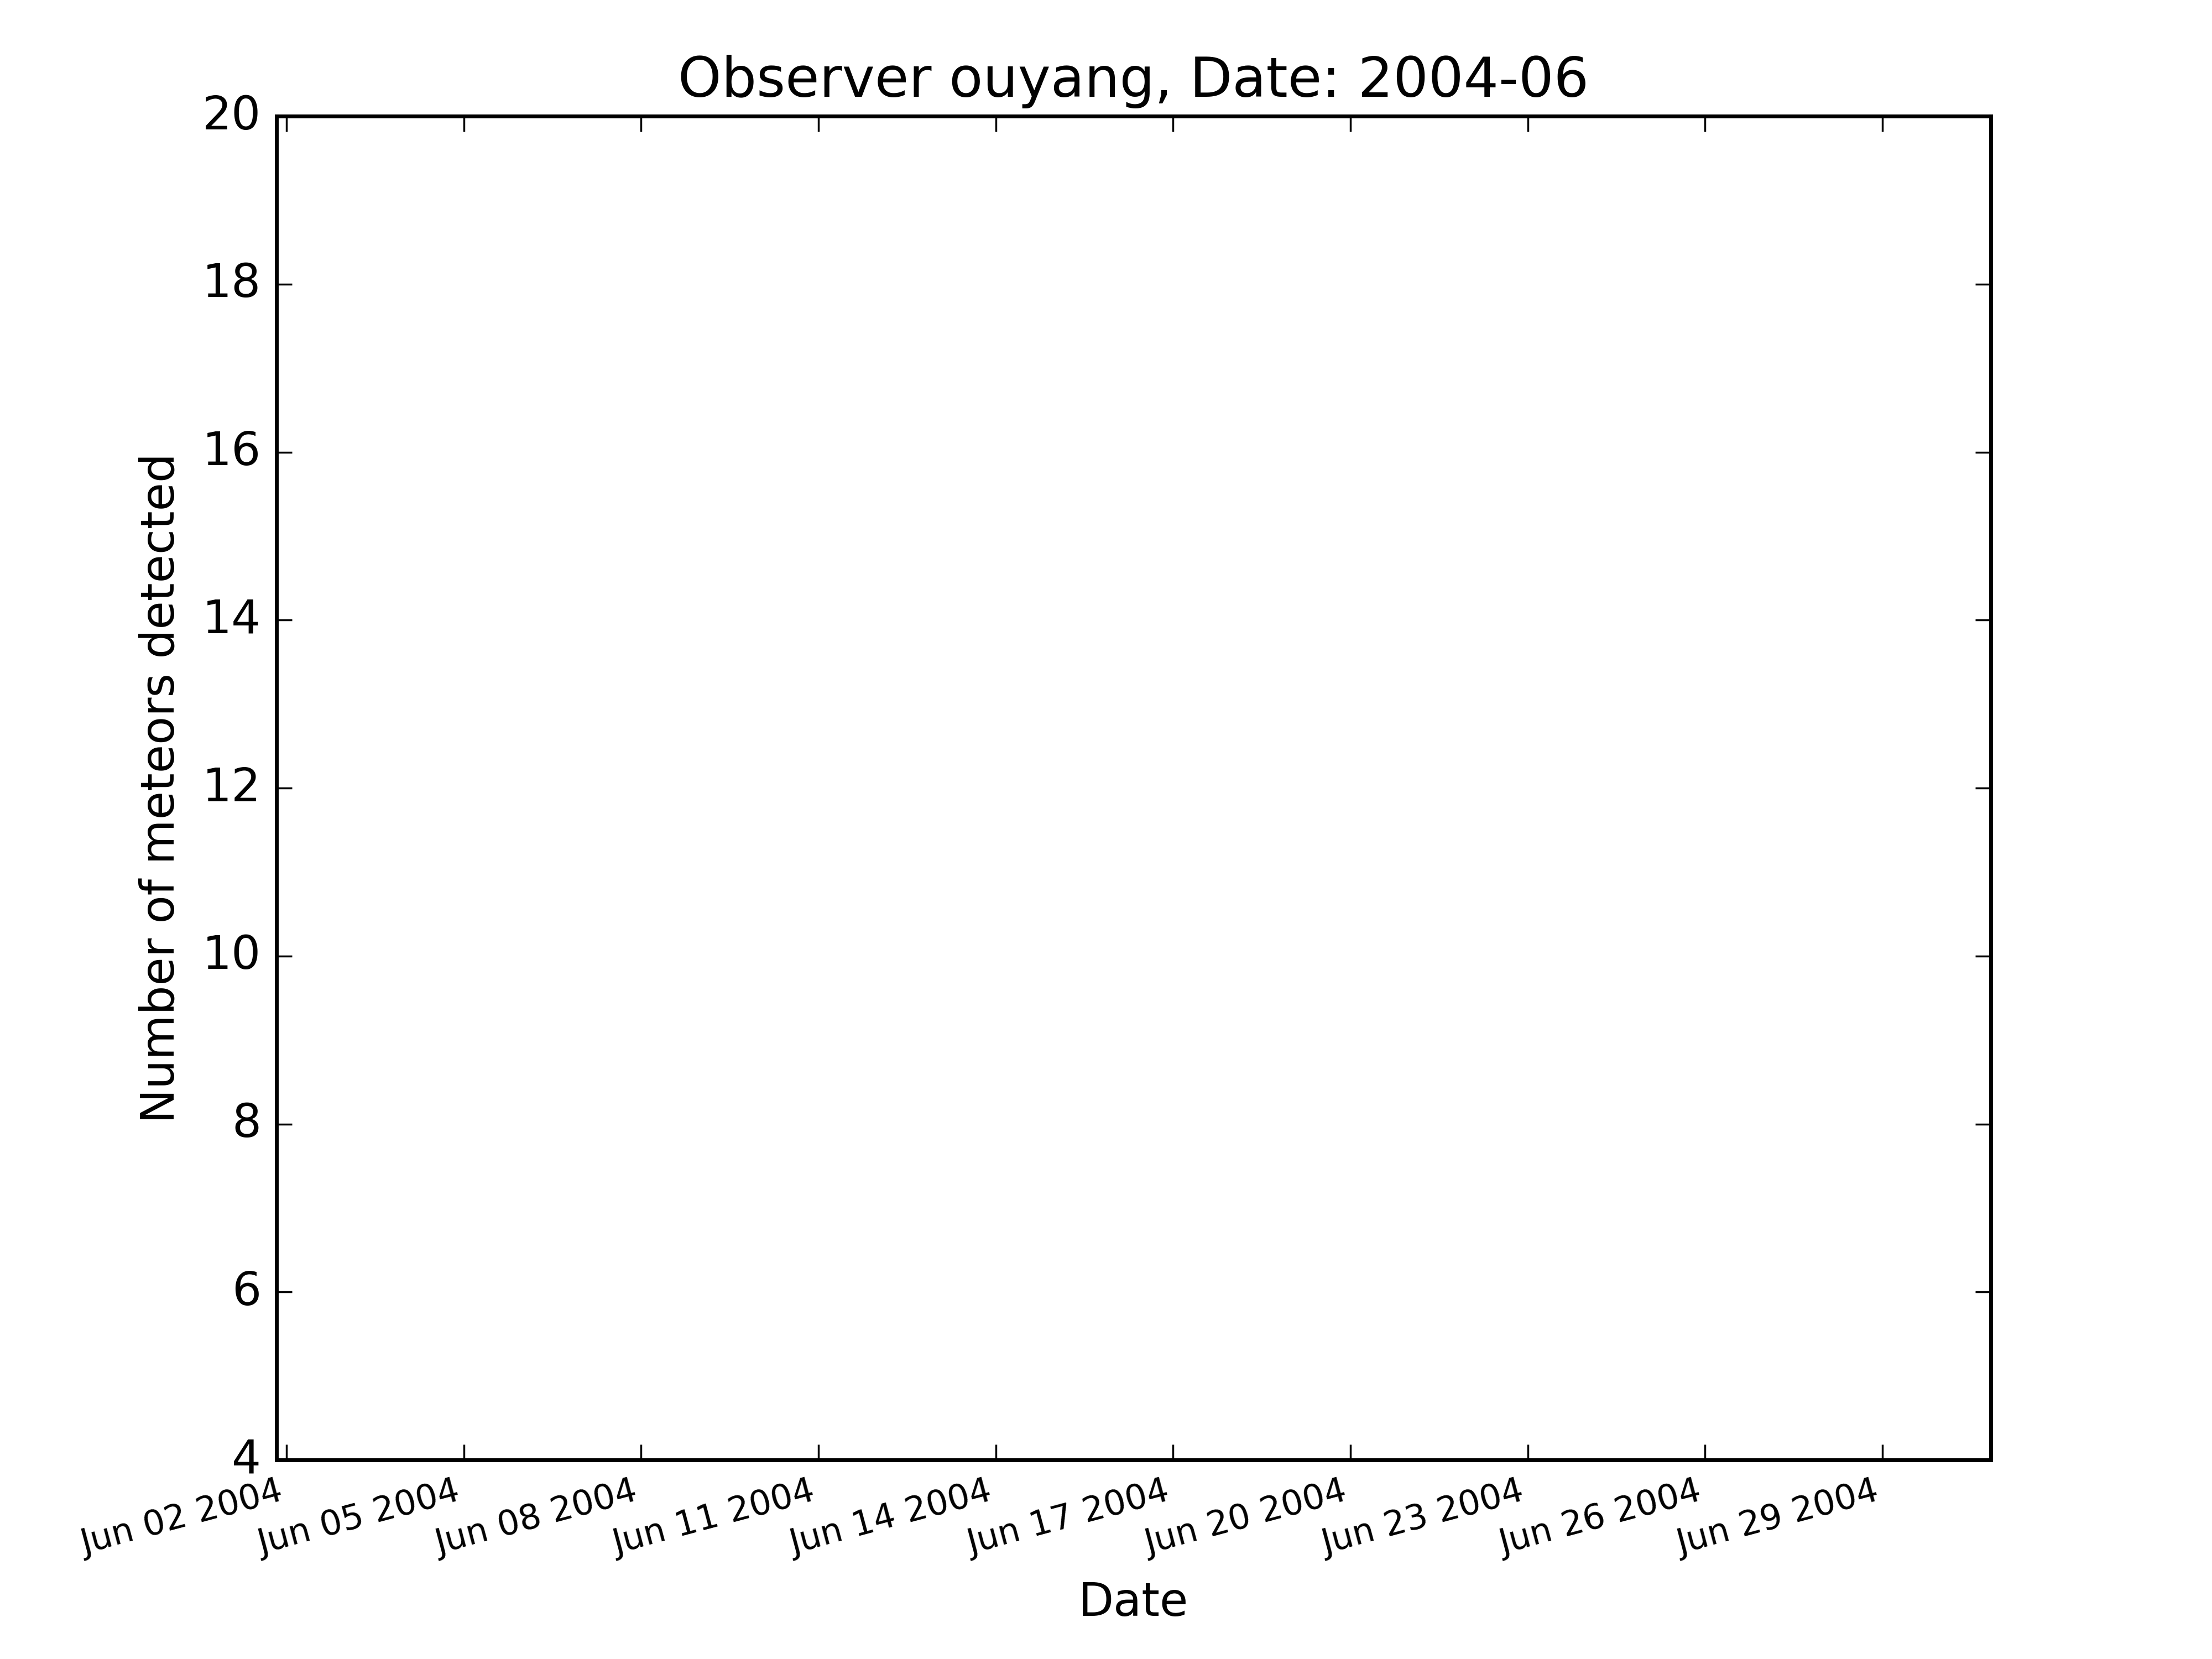 Observer ouyang, Date: 2004-06
20
18
16
14
12
10
8
6
4
Number of meteors detected
Jun 02 2004
Jun 05 2004
Jun 08 2004
Jun 11 2004
Jun 14 2004
Jun 17 2004
Jun 20 2004
Jun 23 2004
Jun 26 2004
Jun 29 2004
Date